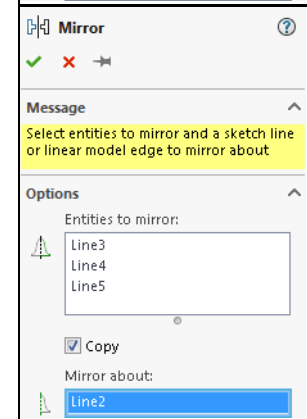 Mirror
Message
Select entities to mirror and a sketch line
or linear model edge to mirror about
Options
Entities to mirror:
Line3
Line4
Line5
Copy
Mirror about:
Line2